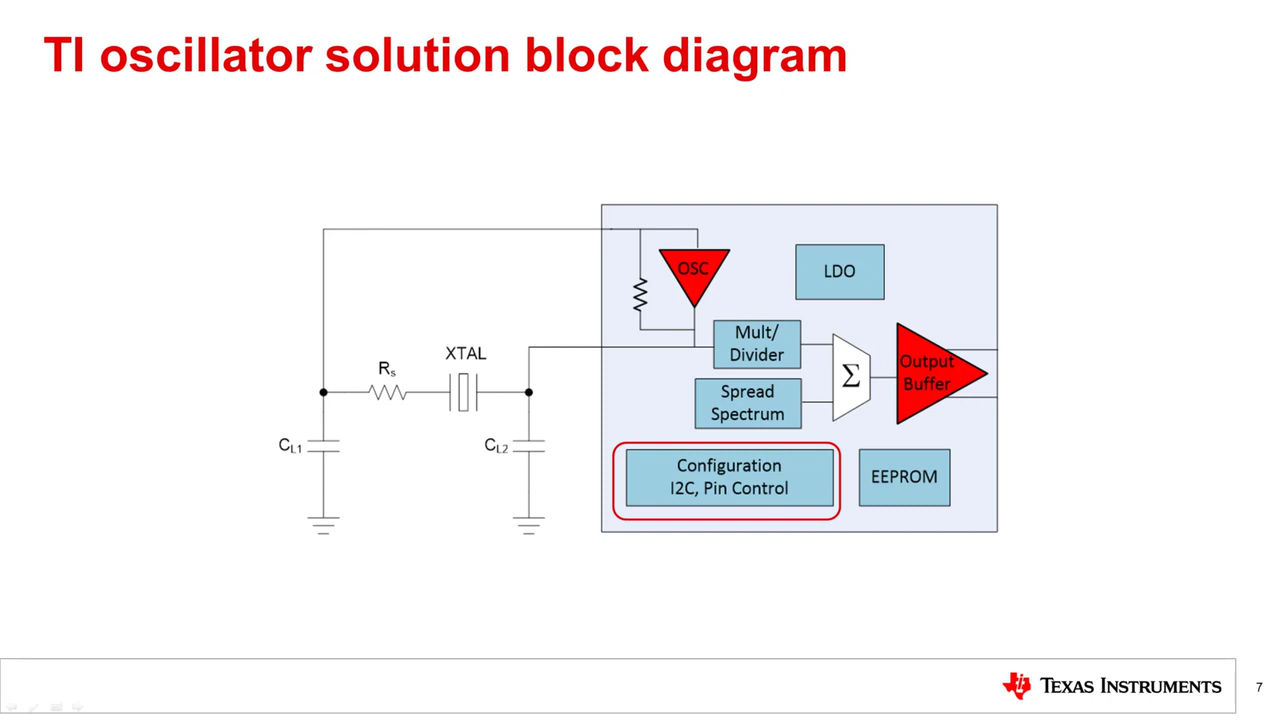 TI oscillator solution block diagram
OSC
LDO
Mult/
Divider
XTAL
Rs
Σ
Output
Buffer
Spread
Spectrum
CL1
CL2
Configuration
I2C, Pin Control
EEPROM
TEXAS INSTRUMENTS
7